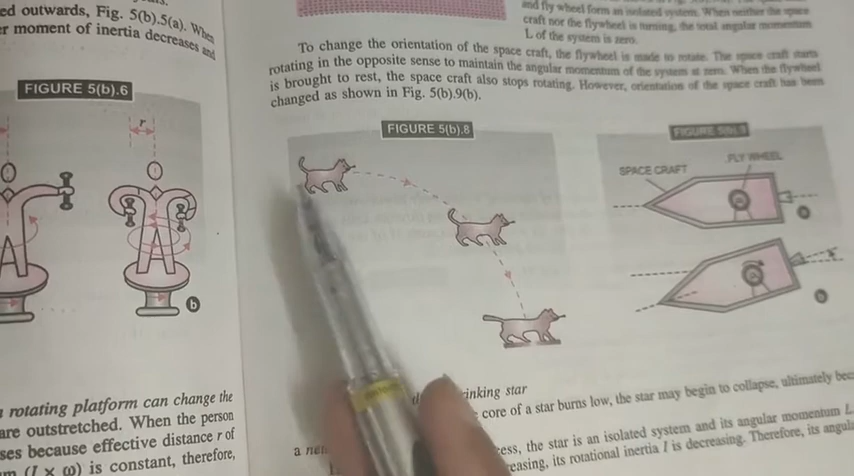 ed outwards, Fig. 5(b).5(a). When
er moment of inertia decreases and
FIGURE 5(b).6
r
b
n rotating platform can change the
are outstretched. When the person
ses because effective distance r of
m (I × ω) is constant, therefore,
and fly wheel form an isolated system. When neither the space
craft nor the flywheel is turning, the total angular momentum
L of the system is zero.
To change the orientation of the space craft, the flywheel is made to rotate. The space craft starts
rotating in the opposite sense to maintain the angular momentum of the system at zero. When the flywheel
is brought to rest, the space craft also stops rotating. However, orientation of the space craft has been
changed as shown in Fig. 5(b).9(b).
FIGURE 5(b).8
FIGURE 5(b).9
SPACE CRAFT
FLY WHEEL
rinking star
core of a star burns low, the star may begin to collapse, ultimately
a
ess, the star is an isolated system and its angular momentum L
reasing, its rotational inertia I is decreasing. Therefore, its